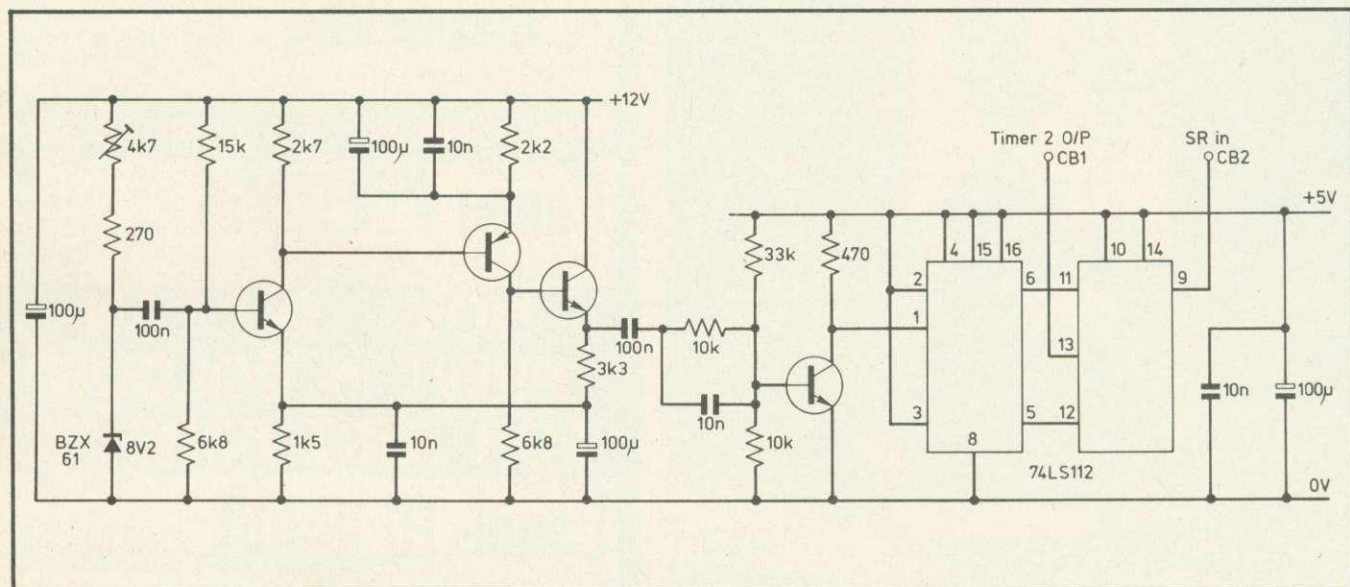 +12V
4k7
15k
2k7
100µ
10n
2k2
Timer 2 O/P
CB1
SR in
CB2
+5V
270
33k
470
4
15
16
10
14
2
6
11
9
100µ
100n
1
100n
10k
3k3
13
10n
100µ
BZX
61
8V2
6k8
1k5
10n
6k8
100µ
10n
10k
3
5
12
8
74LS112
0V